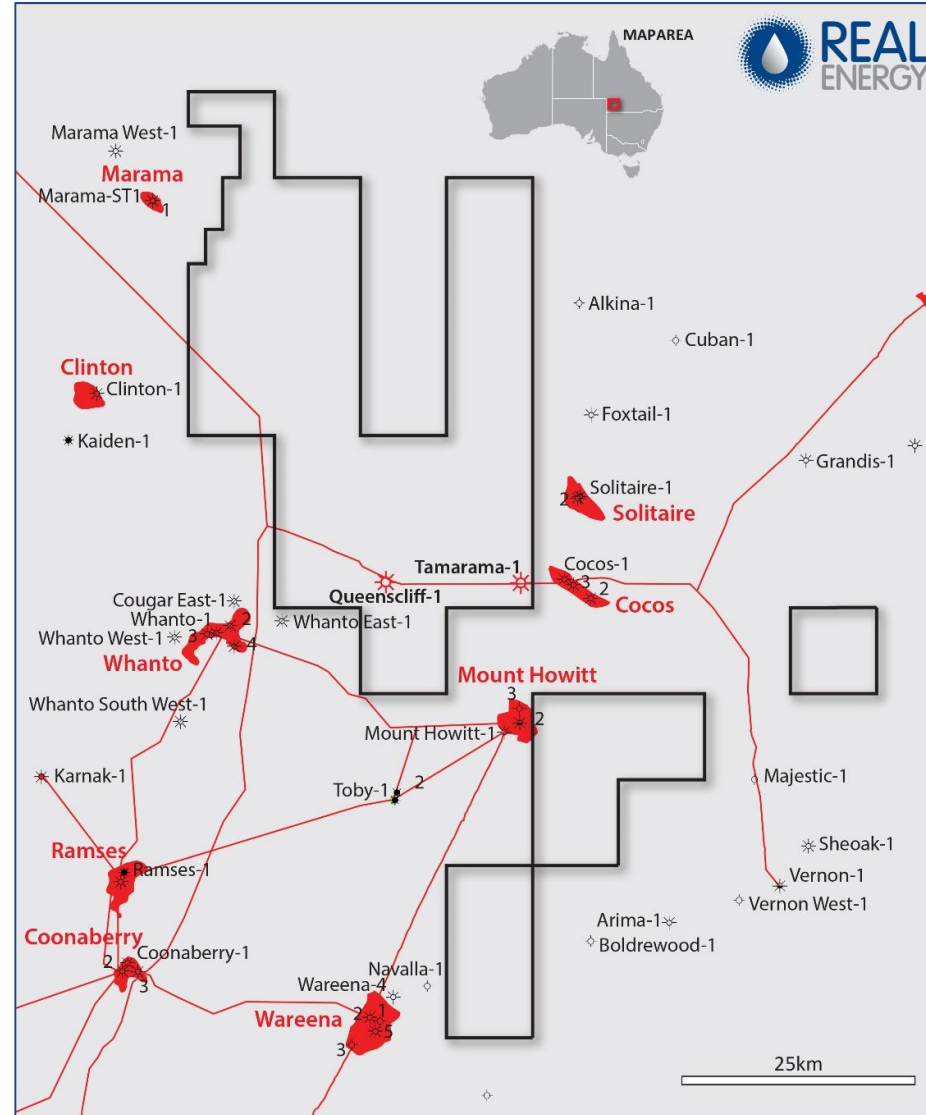 MAPAREA
REAL
ENERGY
Marama West-1
Marama
Marama-ST1
1
Alkina-1
Cuban-1
Clinton
Clinton-1
Foxtail-1
Kaiden-1
Grandis-1
Solitaire-1
2
Solitaire
Tamarama-1
Cocos-1
3
2
Queenscliff-1
Cocos
Cougar East-1
Whanto-1
2
Whanto East-1
Whanto West-1
3
4
Whanto
Mount Howitt
3
Whanto South West-1
2
Mount Howitt-1
Karnak-1
Majestic-1
Toby-1
2
Ramses
Sheoak-1
Ramses-1
Vernon-1
Vernon West-1
Arima-1
Coonaberry
Boldrewood-1
Coonaberry-1
2
3
Navalla-1
Wareena-4
1
2
Wareena
5
3
25km